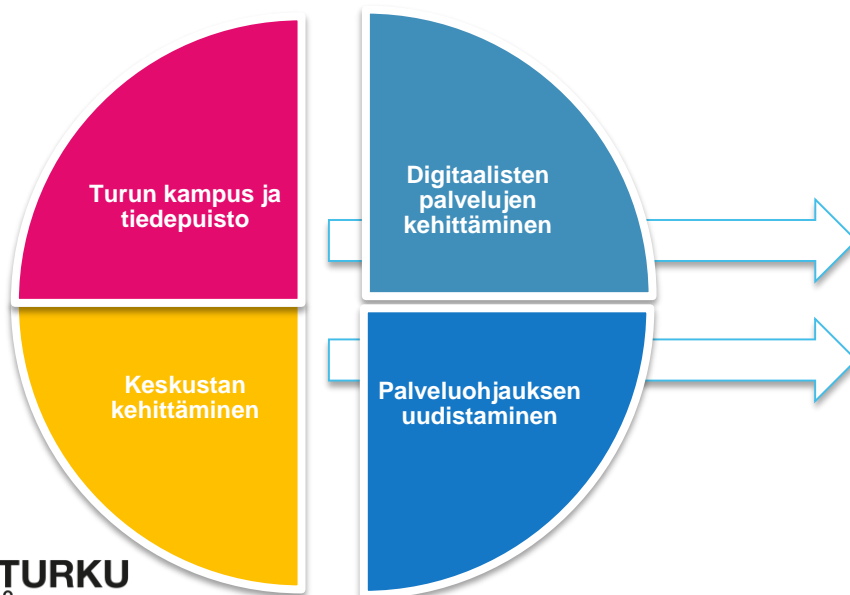 Turun kampus ja
tiedepuisto
Digitaalisten
palvelujen
kehittäminen
Keskustan
kehittäminen
Palveluohjauksen
uudistaminen
TURKU